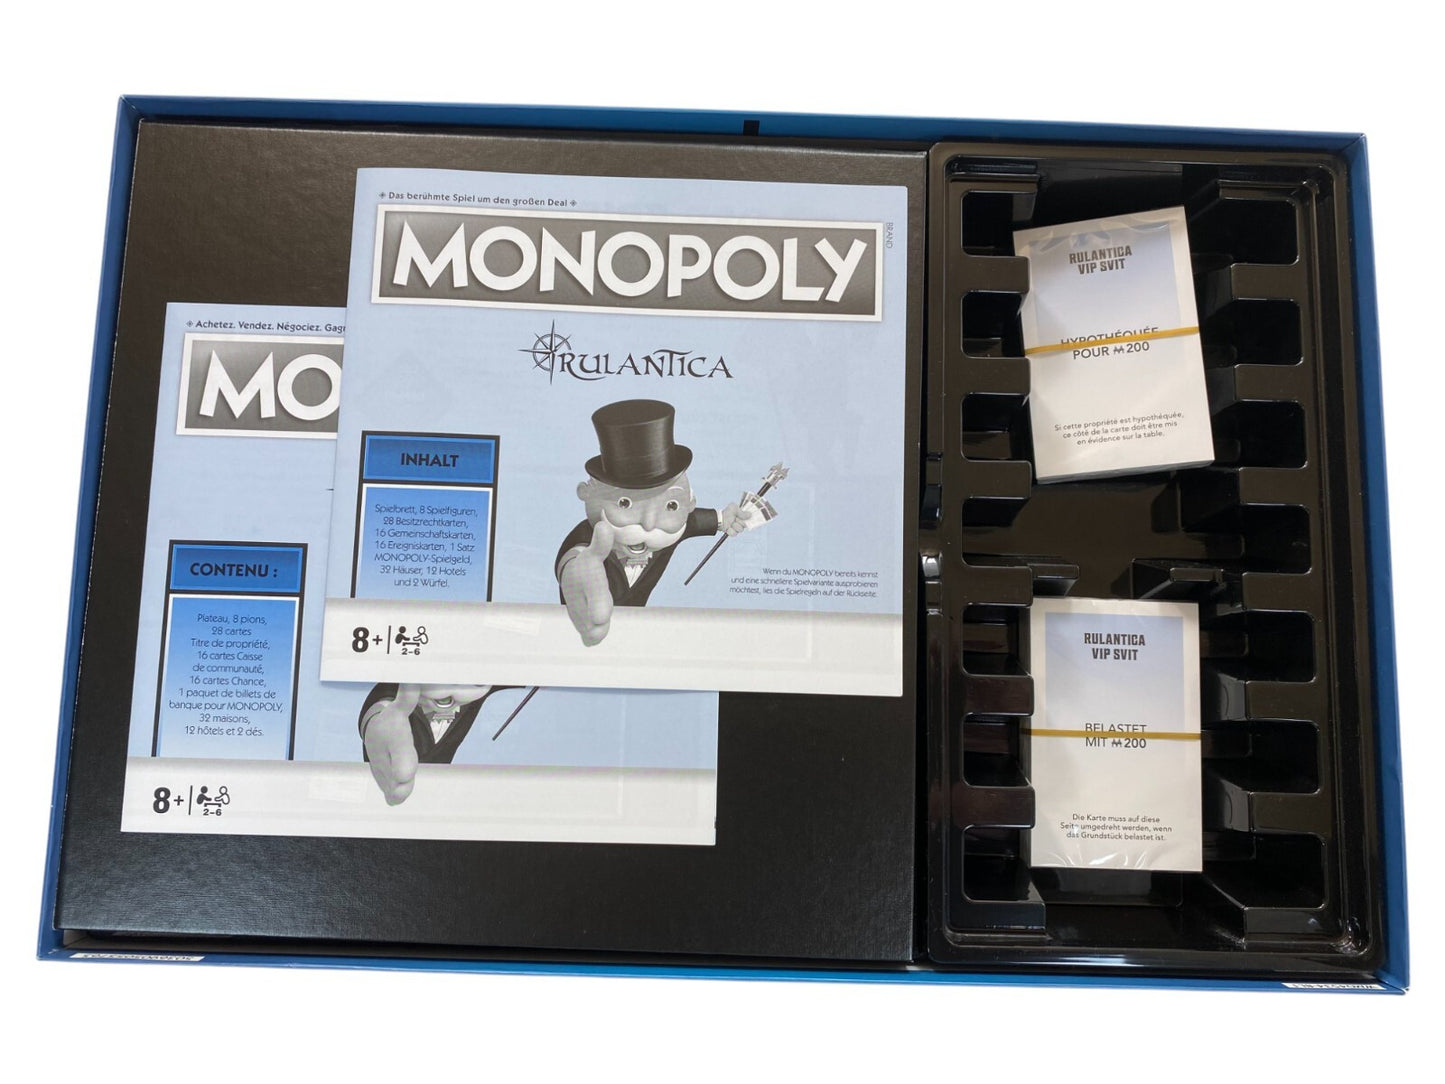 ✳ Das berühmte Spiel um den großen Deal ✳
MONOPOLY
BRAND
RULANTICA
INHALT
Spielbrett, 8 Spielfiguren,
28 Besitzrechtkarten,
16 Gemeinschaftskarten,
16 Ereigniskarten, 1 Satz
MONOPOLY-Spielgeld,
32 Häuser, 12 Hotels
und 2 Würfel.
Wenn du MONOPOLY bereits kennst
und eine schnellere Spielvariante ausprobieren
möchtest, lies die Spielregeln auf der Rückseite.
8+
2-6
✳ Achetez. Vendez. Négociez. Gagn
MO
CONTENU :
Plateau, 8 pions,
28 cartes
Titre de propriété,
16 cartes Caisse
de communauté,
16 cartes Chance,
1 paquet de billets de
banque pour MONOPOLY,
32 maisons,
12 hôtels et 2 dés.
8+
2-6
RULANTICA
VIP SVIT
HYPOTHÉQUÉE
POUR M200
Si cette propriété est hypothéquée,
ce côté de la carte doit être mis
en évidence sur la table.
RULANTICA
VIP SVIT
BELASTET
MIT M200
Die Karte muss auf diese
Seite umgedreht werden, wenn
das Grundstück belastet ist.